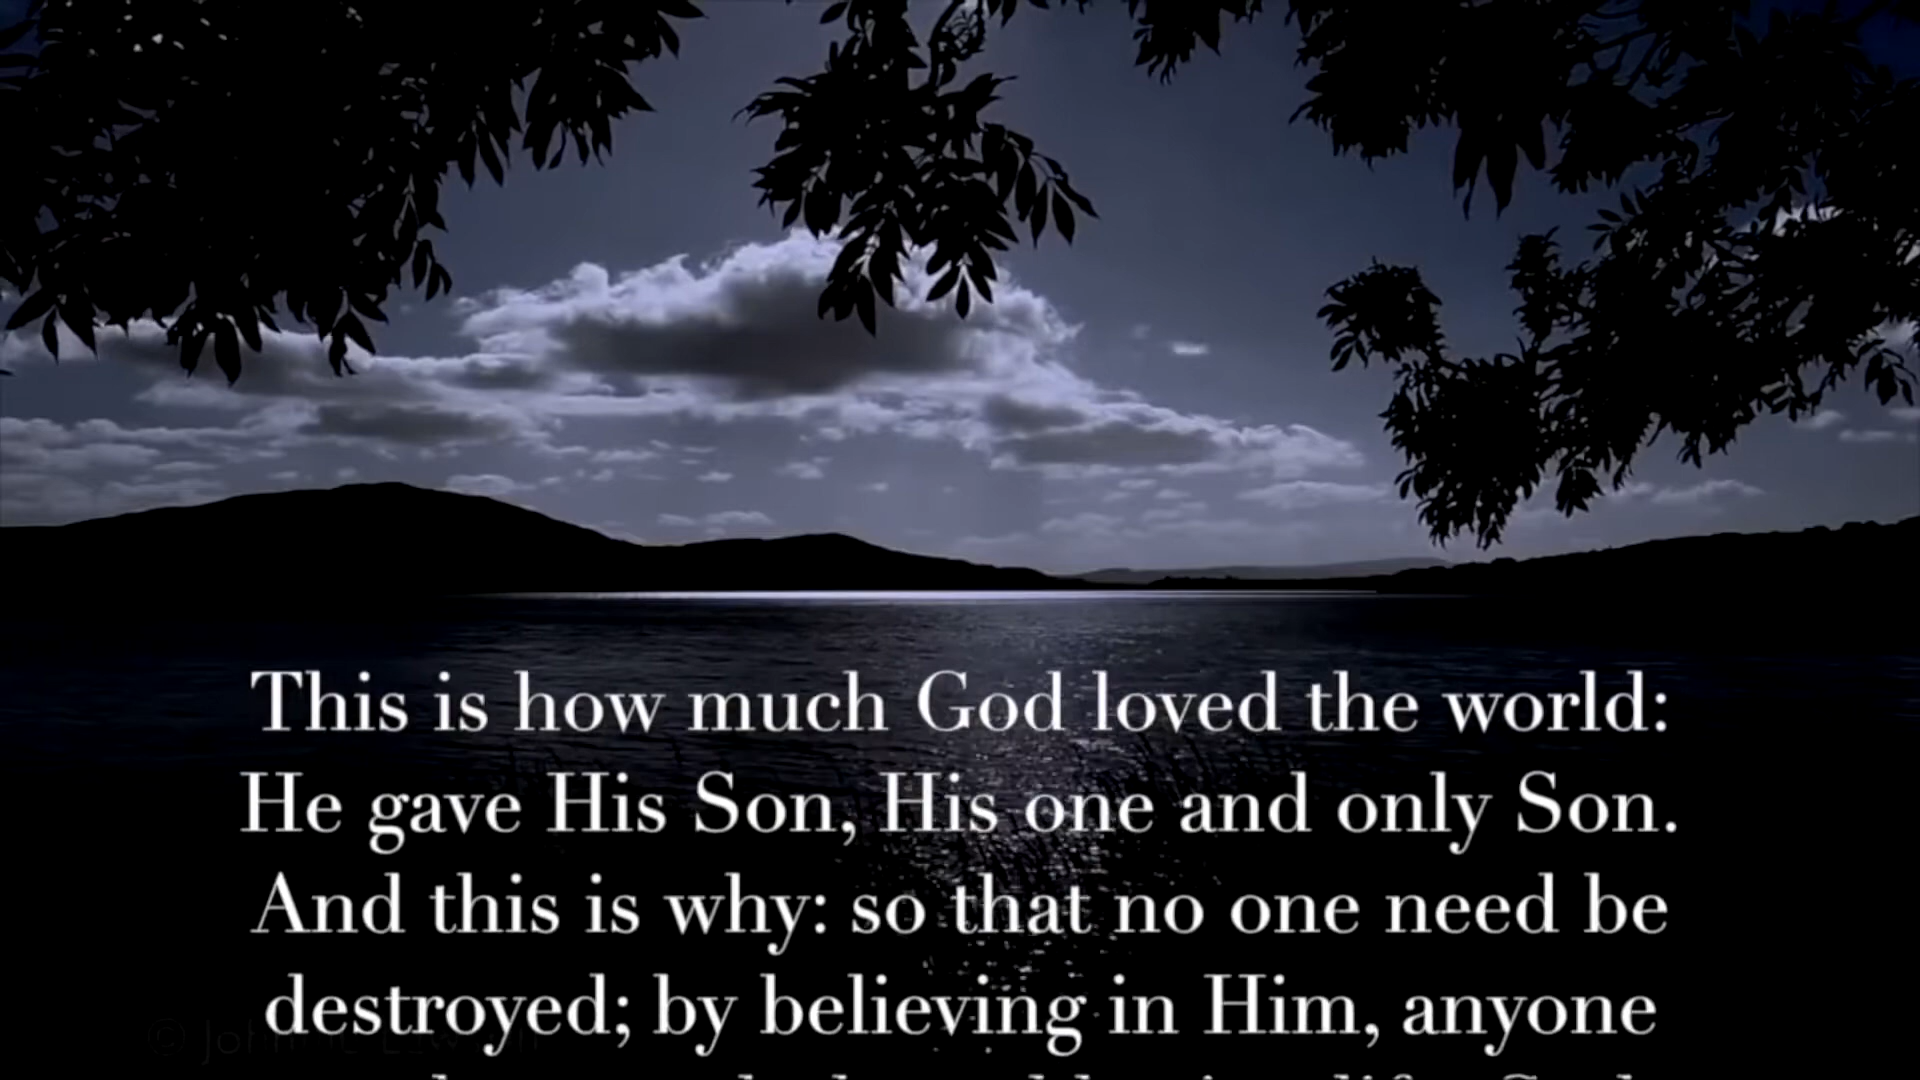 This is how much God loved the world:
He gave His Son, His one and only Son.
And this is why: so that no one need be
destroyed; by believing in Him, anyone